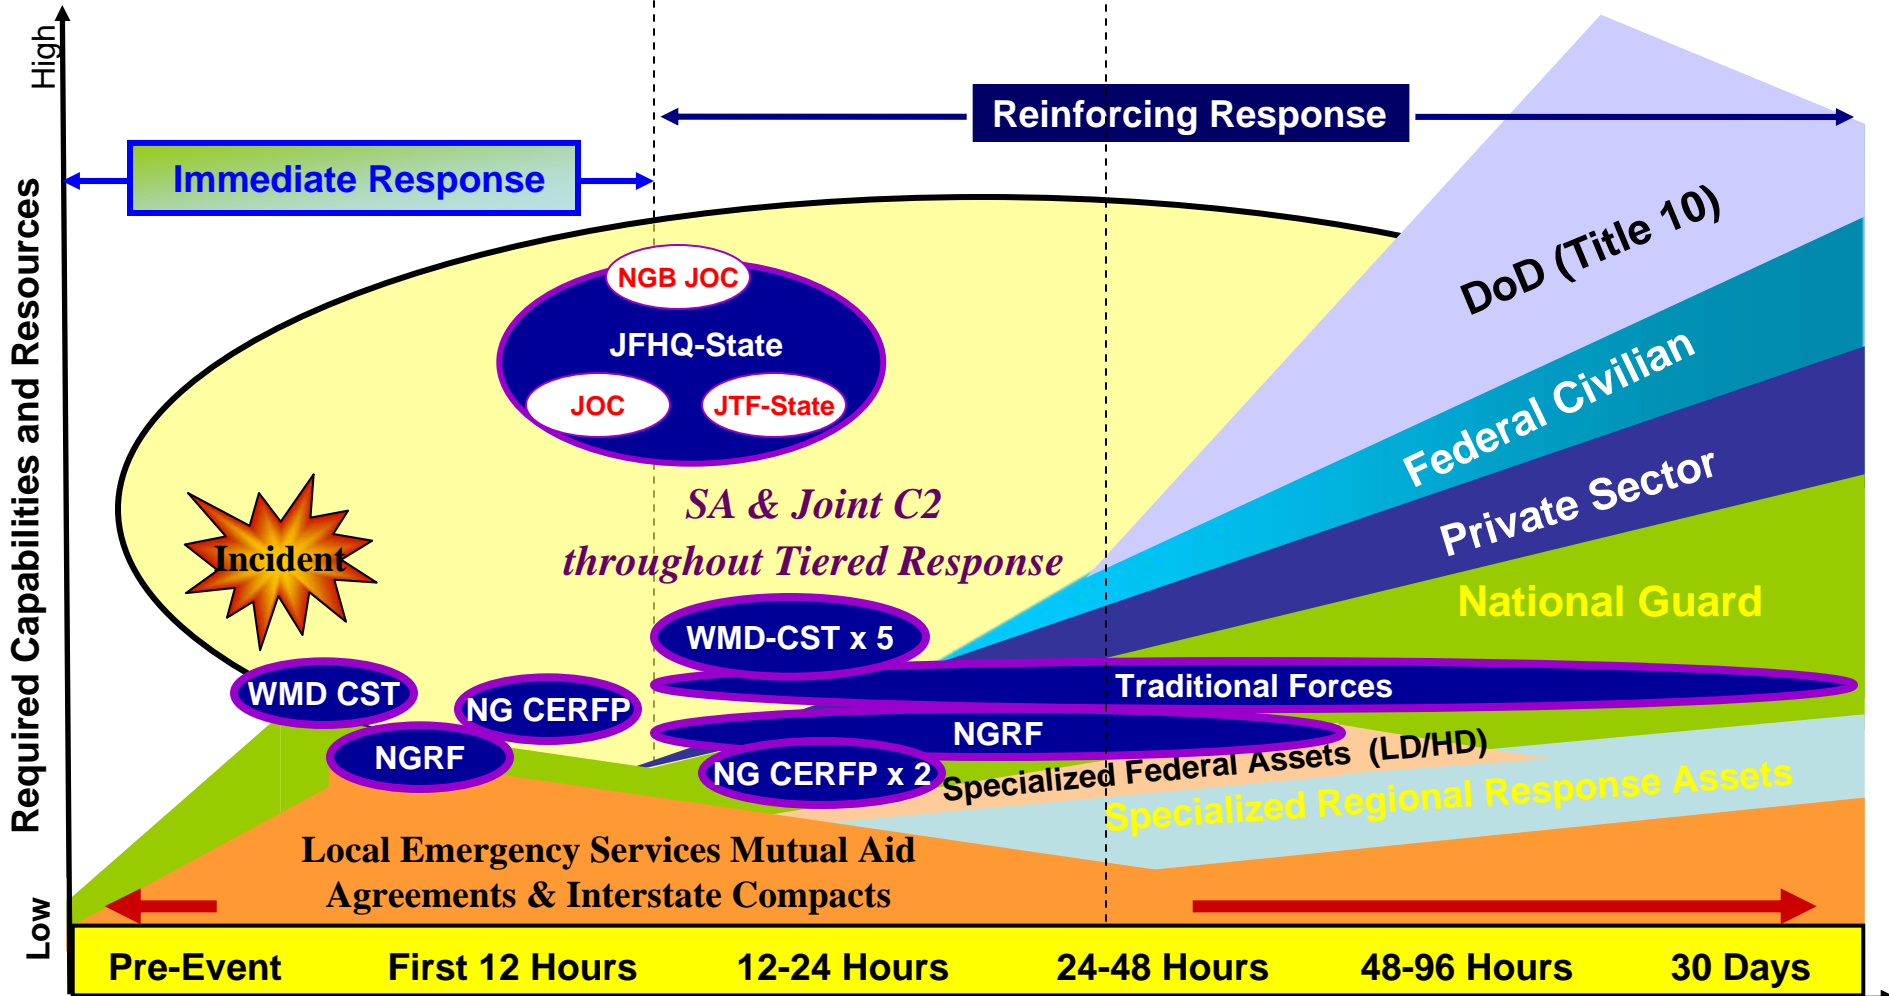 High
Reinforcing Response
Immediate Response
Required Capabilities and Resources
DoD (Title 10)
NGB JOC
JFHQ-State
JOC
JTF-State
Federal Civilian
Private Sector
SA & Joint C2
throughout Tiered Response
Incident
National Guard
WMD-CST x 5
WMD CST
NG CERFP
Traditional Forces
NGRF
NGRF
NG CERFP x 2
Specialized Federal Assets (LD/HD)
Specialized Regional Response Assets
Local Emergency Services Mutual Aid
Agreements & Interstate Compacts
Low
Pre-Event
First 12 Hours
12-24 Hours
24-48 Hours
48-96 Hours
30 Days